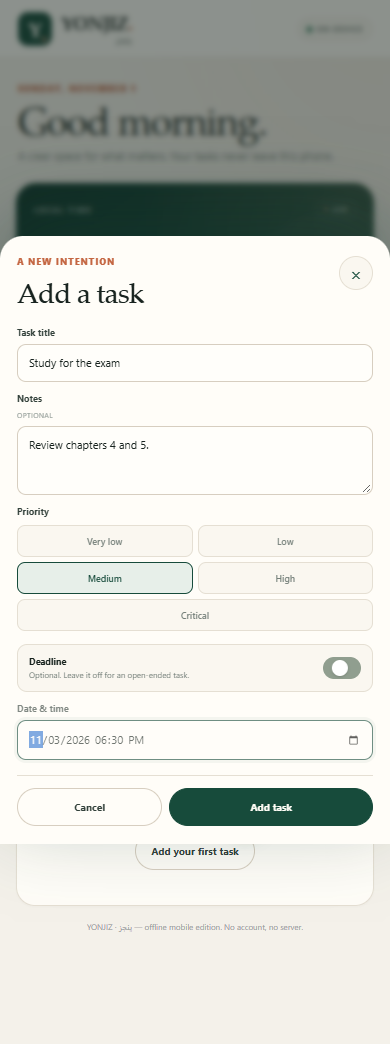 YONJIZ
Good morning.
A NEW INTENTION
Add a task
×
Task title
Study for the exam
Notes
OPTIONAL
Review chapters 4 and 5.
Priority
Very low
Low
Medium
High
Critical
Deadline
Optional. Leave it off for an open-ended task.
Date & time
11/03/2026 06:30 PM
Cancel
Add task
Add your first task
YONJIZ · ينجز — offline mobile edition. No account, no server.